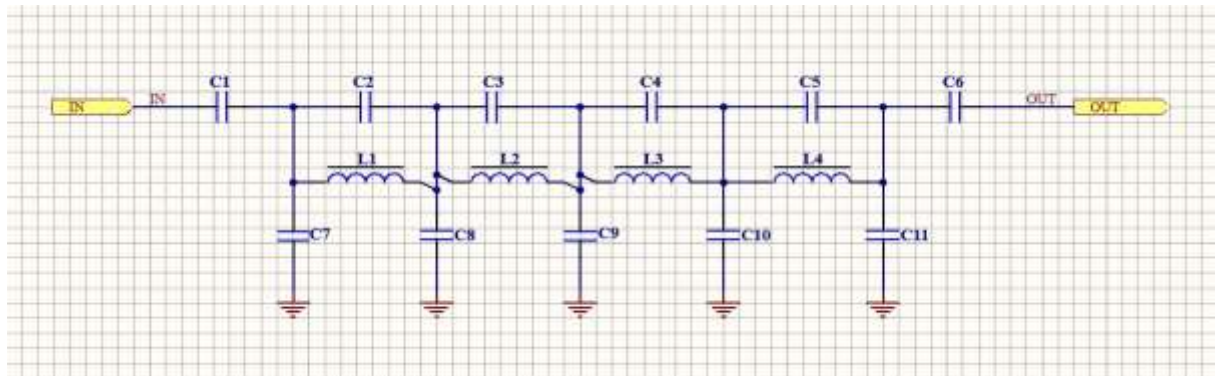 C1 C2 C3 C4 C5 C6
IN IN OUT OUT
L1 L2 L3 L4
C7 C8 C9 C10 C11